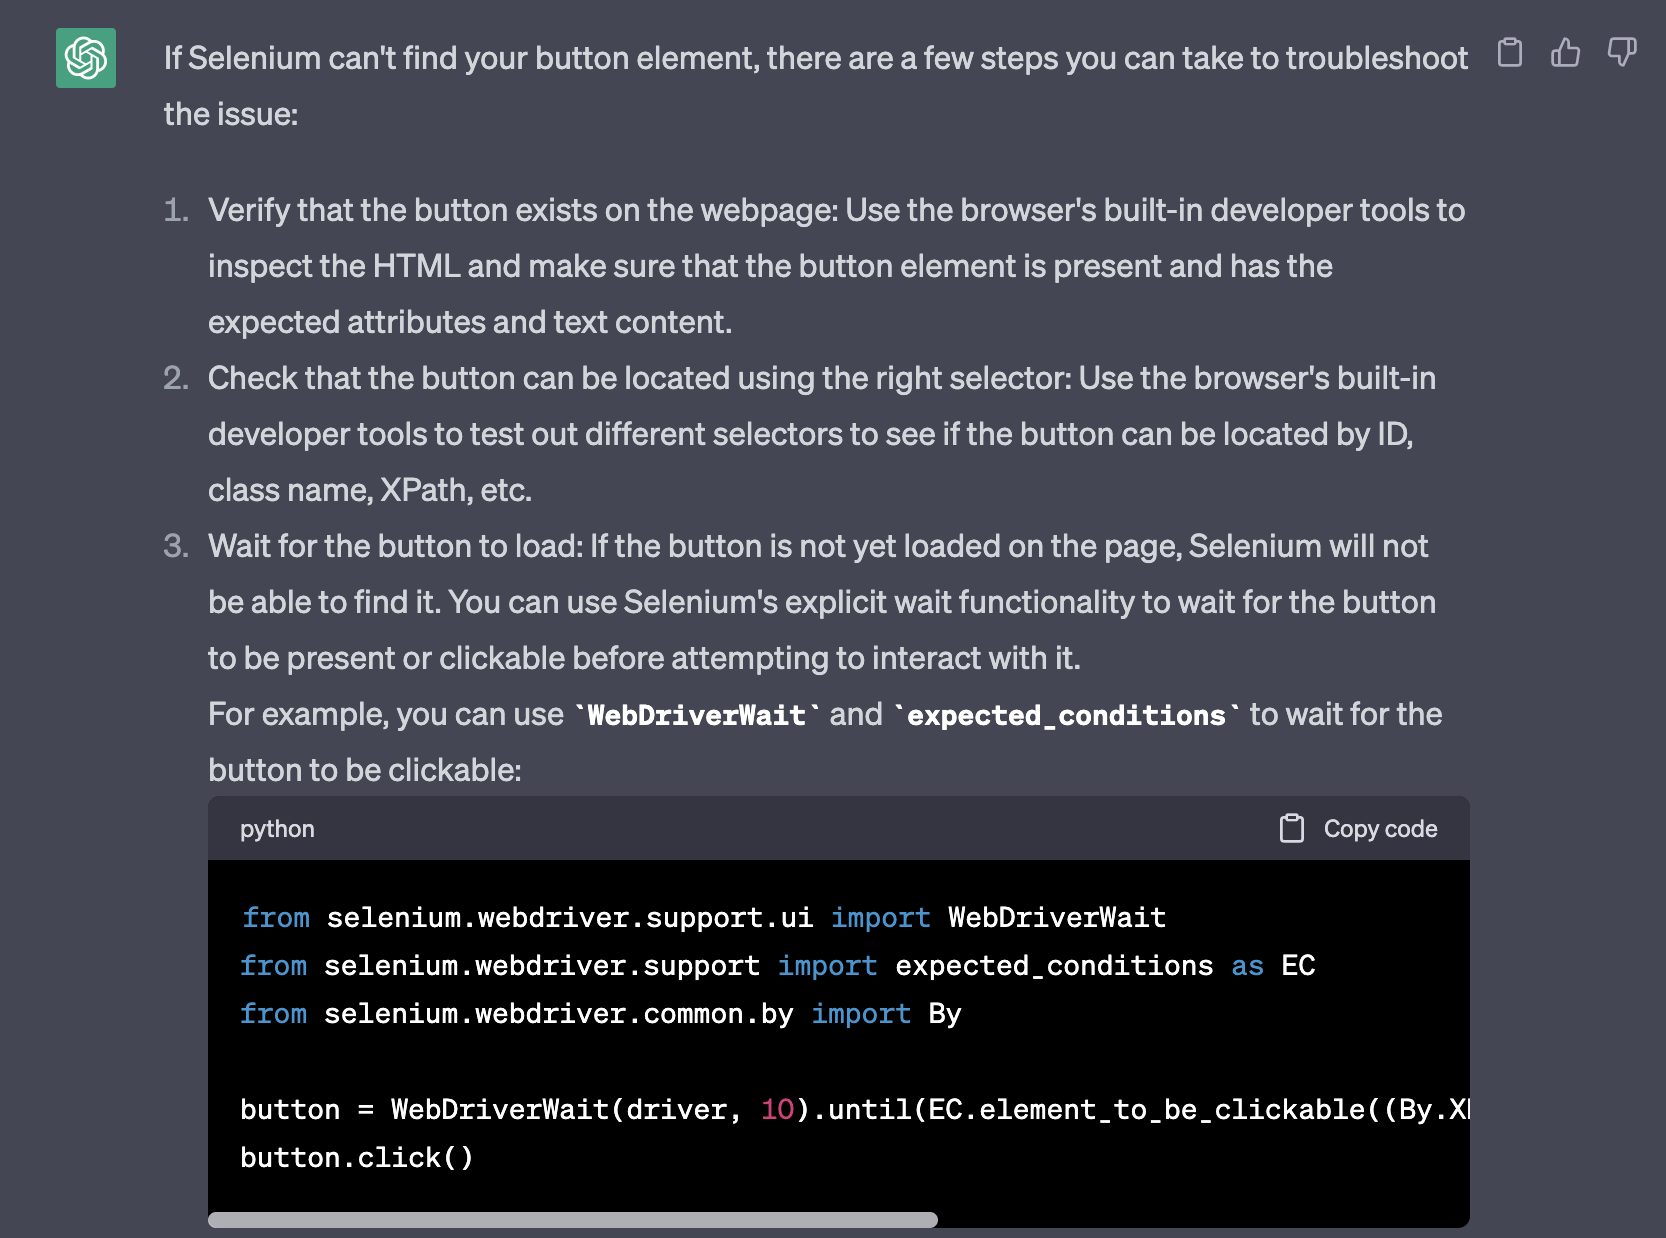 If Selenium can't find your button element, there are a few steps you can take to troubleshoot
the issue:
1. Verify that the button exists on the webpage: Use the browser's built-in developer tools to
inspect the HTML and make sure that the button element is present and has the
expected attributes and text content.
2. Check that the button can be located using the right selector: Use the browser's built-in
developer tools to test out different selectors to see if the button can be located by ID,
class name, XPath, etc.
3. Wait for the button to load: If the button is not yet loaded on the page, Selenium will not
be able to find it. You can use Selenium's explicit wait functionality to wait for the button
to be present or clickable before attempting to interact with it.
For example, you can use `WebDriverWait` and `expected_conditions` to wait for the
button to be clickable:
python Copy code
from selenium.webdriver.support.ui import WebDriverWait
from selenium.webdriver.support import expected_conditions as EC
from selenium.webdriver.common.by import By
button = WebDriverWait(driver, 10).until(EC.element_to_be_clickable((By.X
button.click()